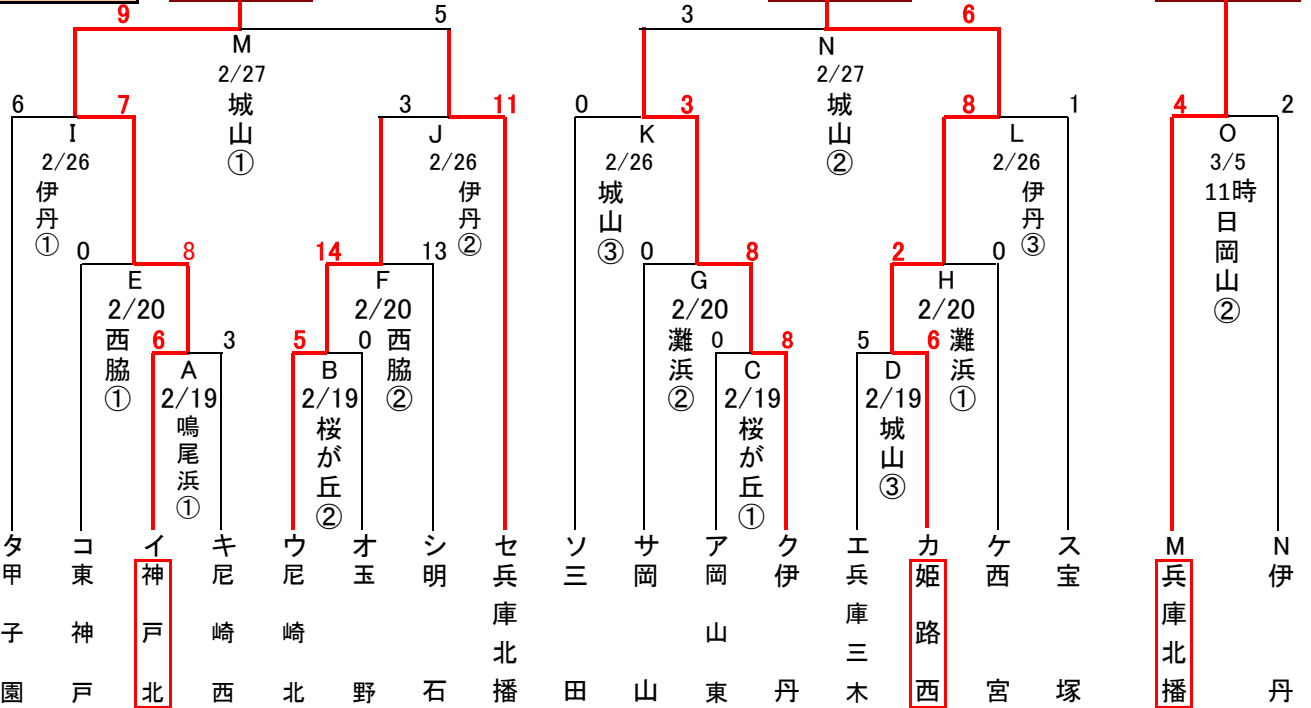 9 5 3 6
M N
2/27 2/27
城山① 城山②
6 7 3 11 0 3 8 1 4 2
I J K L O
2/26 2/26 2/26 2/26 3/5
伊丹① 伊丹② 城山③ 伊丹③ 11時
日岡山②
0 8 14 13 0 8 2 0
E F G H
2/20 2/20 2/20 2/20
西脇① 西脇② 灘浜② 灘浜①
6 3 5 0 0 8 5 6
A B C D
2/19 2/19 2/19 2/19
鳴尾浜① 桜が丘② 桜が丘① 城山③
タ コ イ キ ウ オ シ セ ソ サ ア ク エ カ ケ ス M N
甲子園
東神戸
神戸北
尼崎西
尼崎北
玉野
明石
兵庫北播
三田
岡山
岡山東
伊丹
兵庫三木
姫路西
西宮
宝塚
兵庫北播
伊丹